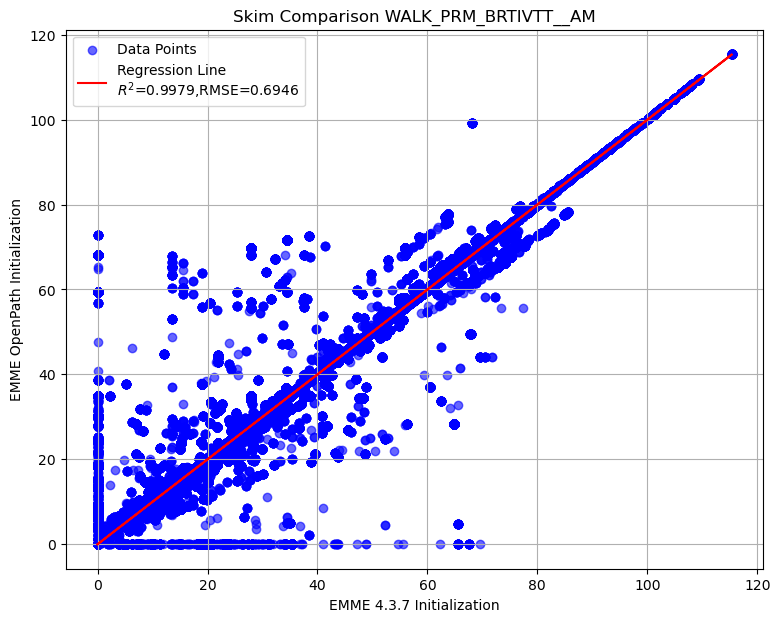 Skim Comparison WALK_PRM_BRTIVTT__AM
Data Points
Regression Line
R²=0.9979,RMSE=0.6946
EMME OpenPath Initialization
120
100
80
60
40
20
0
0 20 40 60 80 100 120
EMME 4.3.7 Initialization